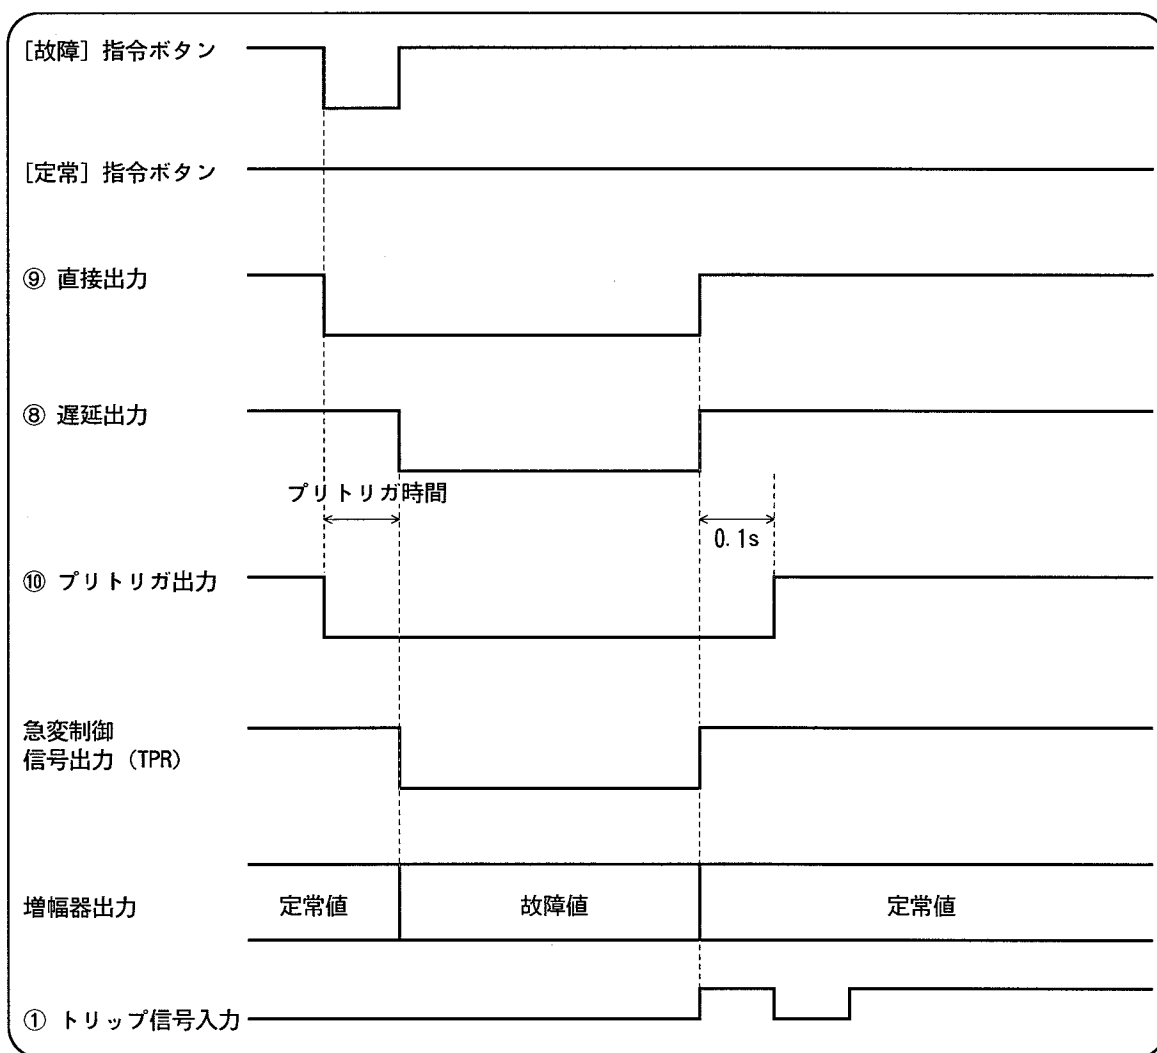 [故障] 指令ボタン
[定常] 指令ボタン
⑨ 直接出力
⑧ 遅延出力
プリトリガ時間
0.1s
⑩ プリトリガ出力
急変制御
信号出力 (TPR)
増幅器出力
定常値
故障値
定常値
① トリップ信号入力